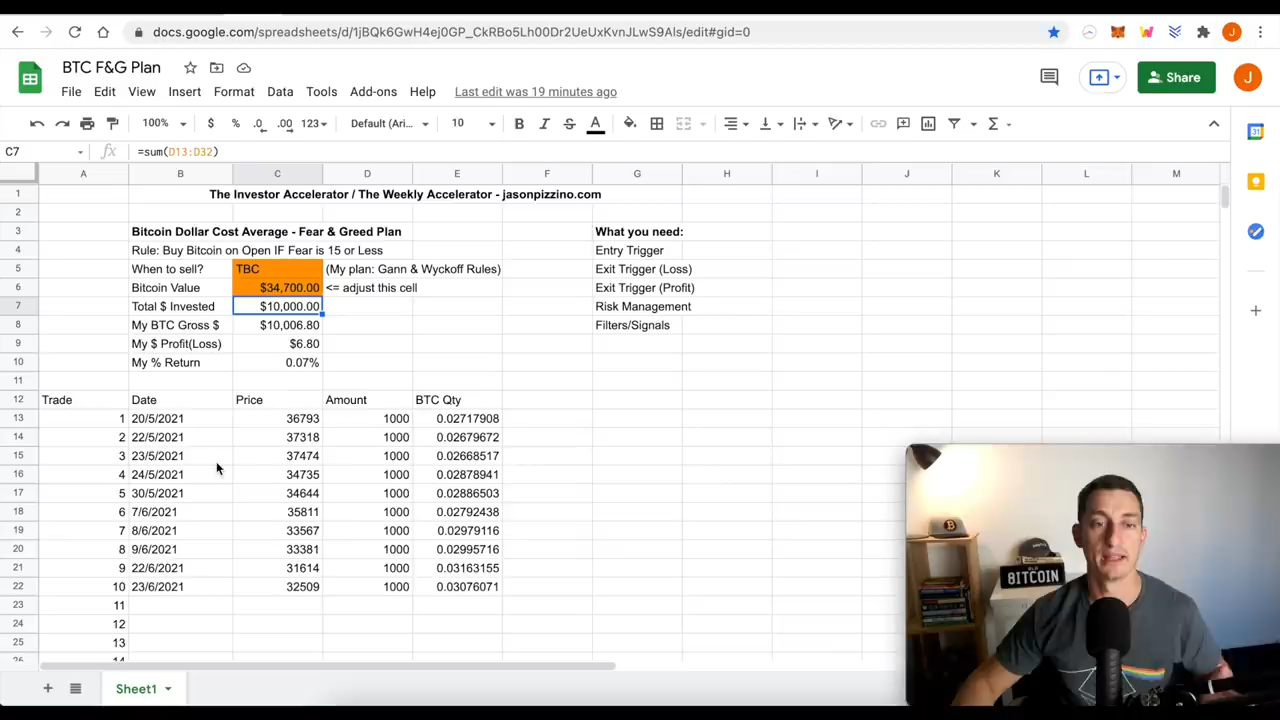 docs.google.com/spreadsheets/d/1jBQk6GwH4ej0GP_CkRBo5Lh00Dr2UeUxKvnJLwS9Als/edit#gid=0
BTC F&G Plan
File Edit View Insert Format Data Tools Add-ons Help Last edit was 19 minutes ago
Share
J
100% $ % .0 .00 123 Default (Ari... 10 B I S A
C7 fx =sum(D13:D32)
A B C D E F G H I J K L M
1 The Investor Accelerator / The Weekly Accelerator - jasonpizzino.com
2
3 Bitcoin Dollar Cost Average - Fear & Greed Plan What you need:
4 Rule: Buy Bitcoin on Open IF Fear is 15 or Less Entry Trigger
5 When to sell? TBC (My plan: Gann & Wyckoff Rules) Exit Trigger (Loss)
6 Bitcoin Value $34,700.00 <= adjust this cell Exit Trigger (Profit)
7 Total $ Invested $10,000.00 Risk Management
8 My BTC Gross $ $10,006.80 Filters/Signals
9 My $ Profit(Loss) $6.80
10 My % Return 0.07%
11
12 Trade Date Price Amount BTC Qty
13 1 20/5/2021 36793 1000 0.02717908
14 2 22/5/2021 37318 1000 0.02679672
15 3 23/5/2021 37474 1000 0.02668517
16 4 24/5/2021 34735 1000 0.02878941
17 5 30/5/2021 34644 1000 0.02886503
18 6 7/6/2021 35811 1000 0.02792438
19 7 8/6/2021 33567 1000 0.02979116
20 8 9/6/2021 33381 1000 0.02995716
21 9 22/6/2021 31614 1000 0.03163155
22 10 23/6/2021 32509 1000 0.03076071
23 11
24 12
25 13
26 14
BITCOIN
Sheet1